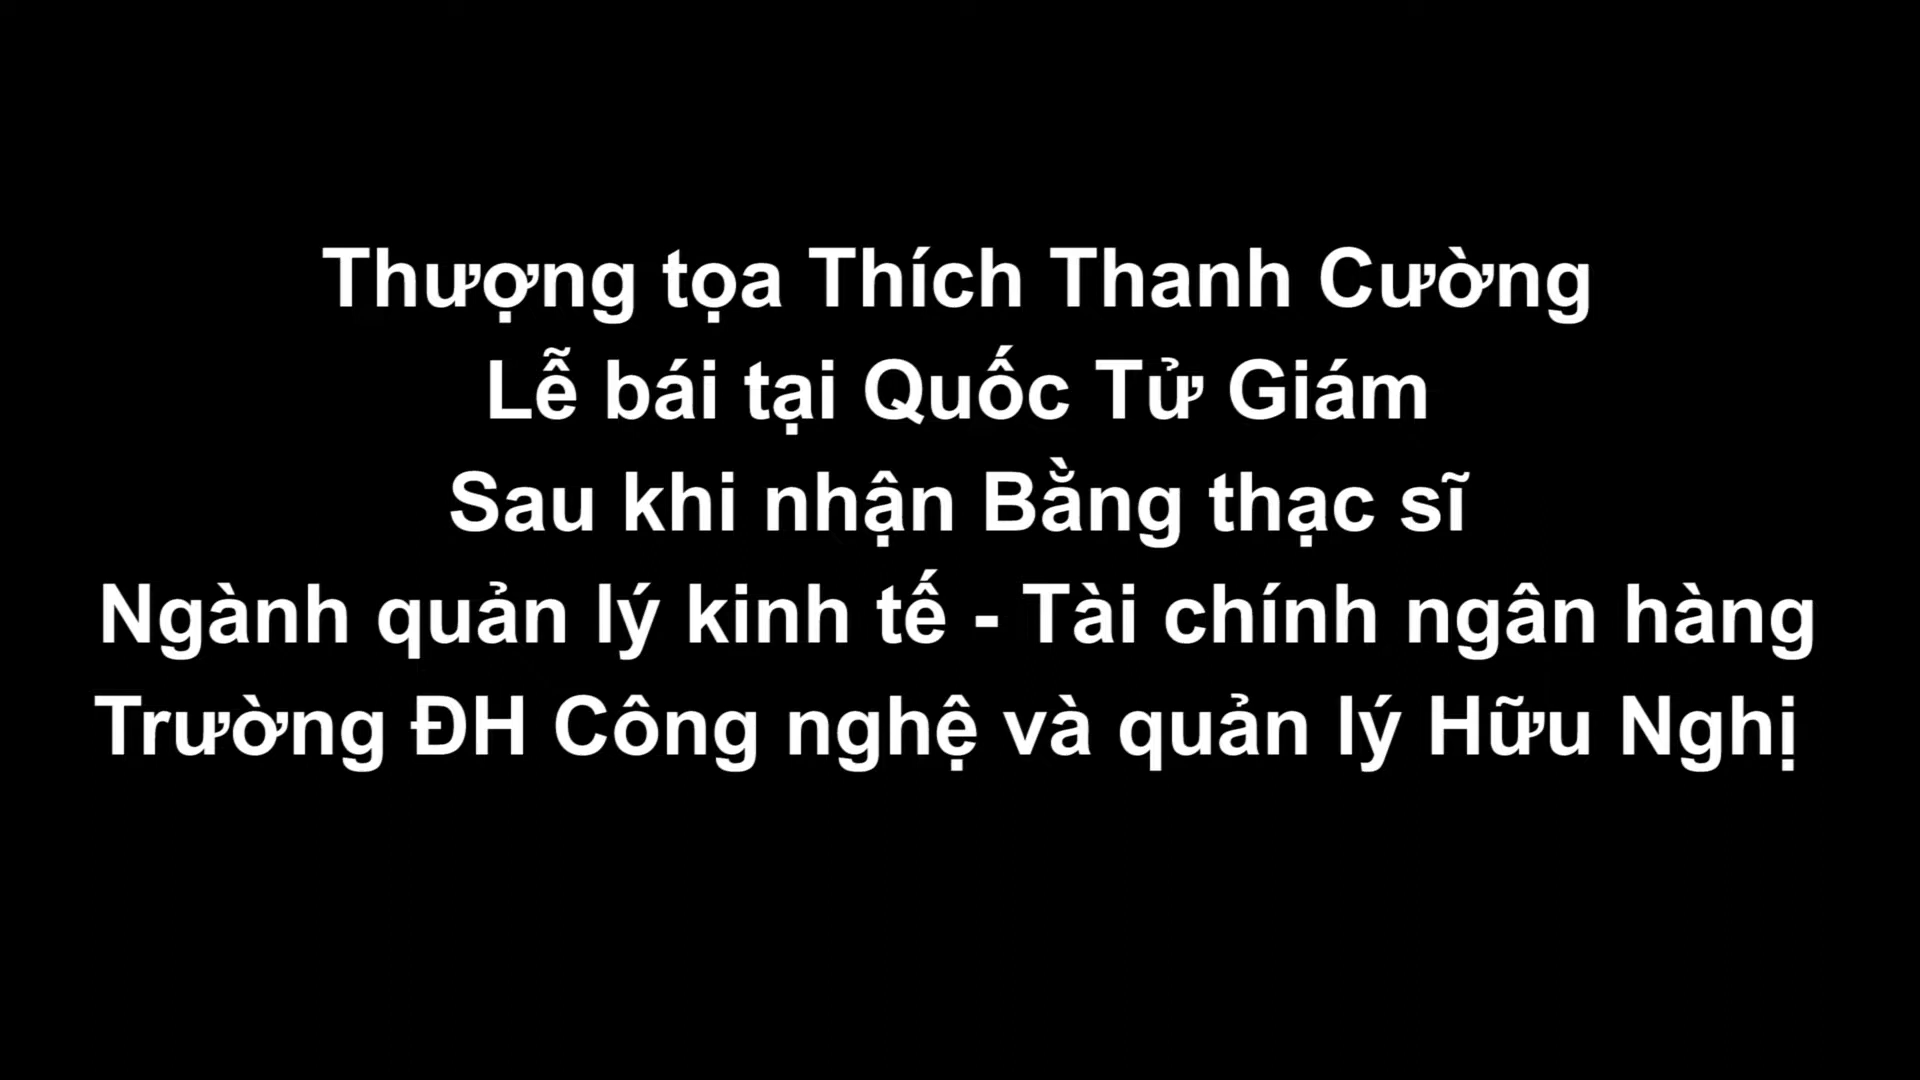 Thượng tọa Thích Thanh Cường
Lễ bái tại Quốc Tử Giám
Sau khi nhận Bằng thạc sĩ
Ngành quản lý kinh tế - Tài chính ngân hàng
Trường ĐH Công nghệ và quản lý Hữu Nghị